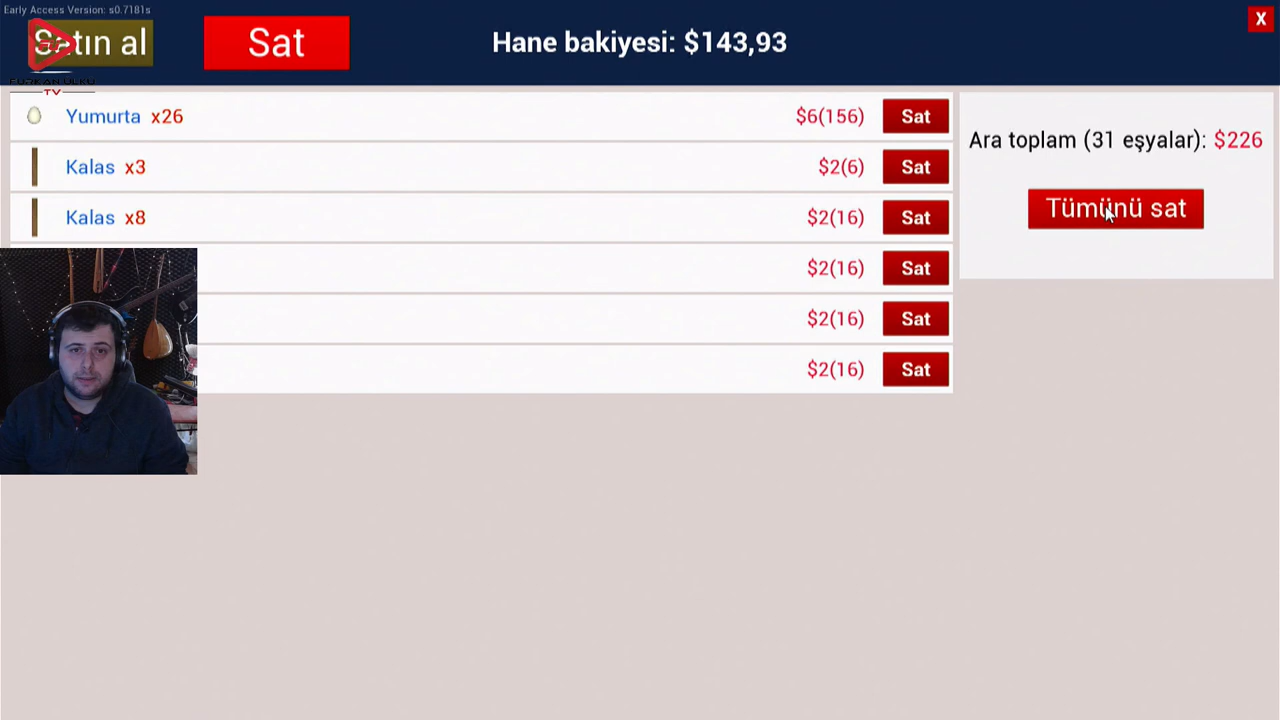 Early Access Version: s0.7181s
Satın al
Sat
Hane bakiyesi: $143,93
X
TV
Yumurta x26
$6(156)
Sat
Kalas x3
$2(6)
Sat
Kalas x8
$2(16)
Sat
$2(16)
Sat
$2(16)
Sat
$2(16)
Sat
Ara toplam (31 eşyalar): $226
Tümünü sat